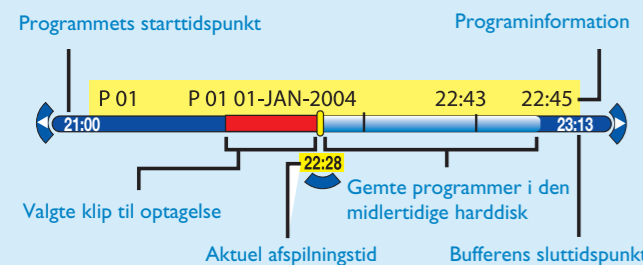 Programmets starttidspunkt
Programinformation
P 01 P 01 01-JAN-2004 22:43 22:45
21:00 23:13
22:28
Valgte klip til optagelse
Gemte programmer i den
midlertidige harddisk
Aktuel afspilningstid
Bufferens sluttidspunkt